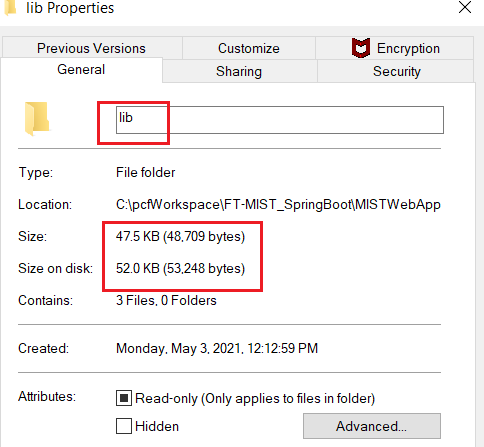 lib Properties
Previous Versions Customize Encryption
General Sharing Security
lib
Type: File folder
Location: C:\pcfWorkspace\FT-MIST_SpringBoot\MISTWebApp
Size: 47.5 KB (48,709 bytes)
Size on disk: 52.0 KB (53,248 bytes)
Contains: 3 Files, 0 Folders
Created: Monday, May 3, 2021, 12:12:59 PM
Attributes: Read-only (Only applies to files in folder)
Hidden Advanced...